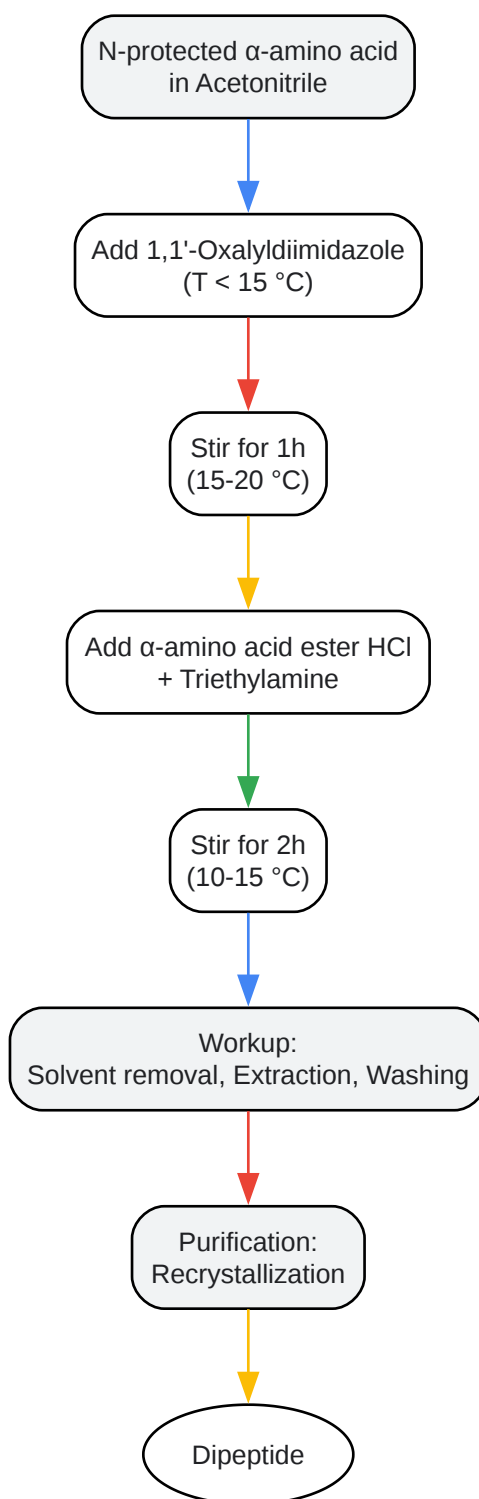 N-protected α-amino acid
in Acetonitrile
Add 1,1'-Oxalyldiimidazole
(T < 15 °C)
Stir for 1h
(15-20 °C)
Add α-amino acid ester HCl
+ Triethylamine
Stir for 2h
(10-15 °C)
Workup:
Solvent removal, Extraction, Washing
Purification:
Recrystallization
Dipeptide